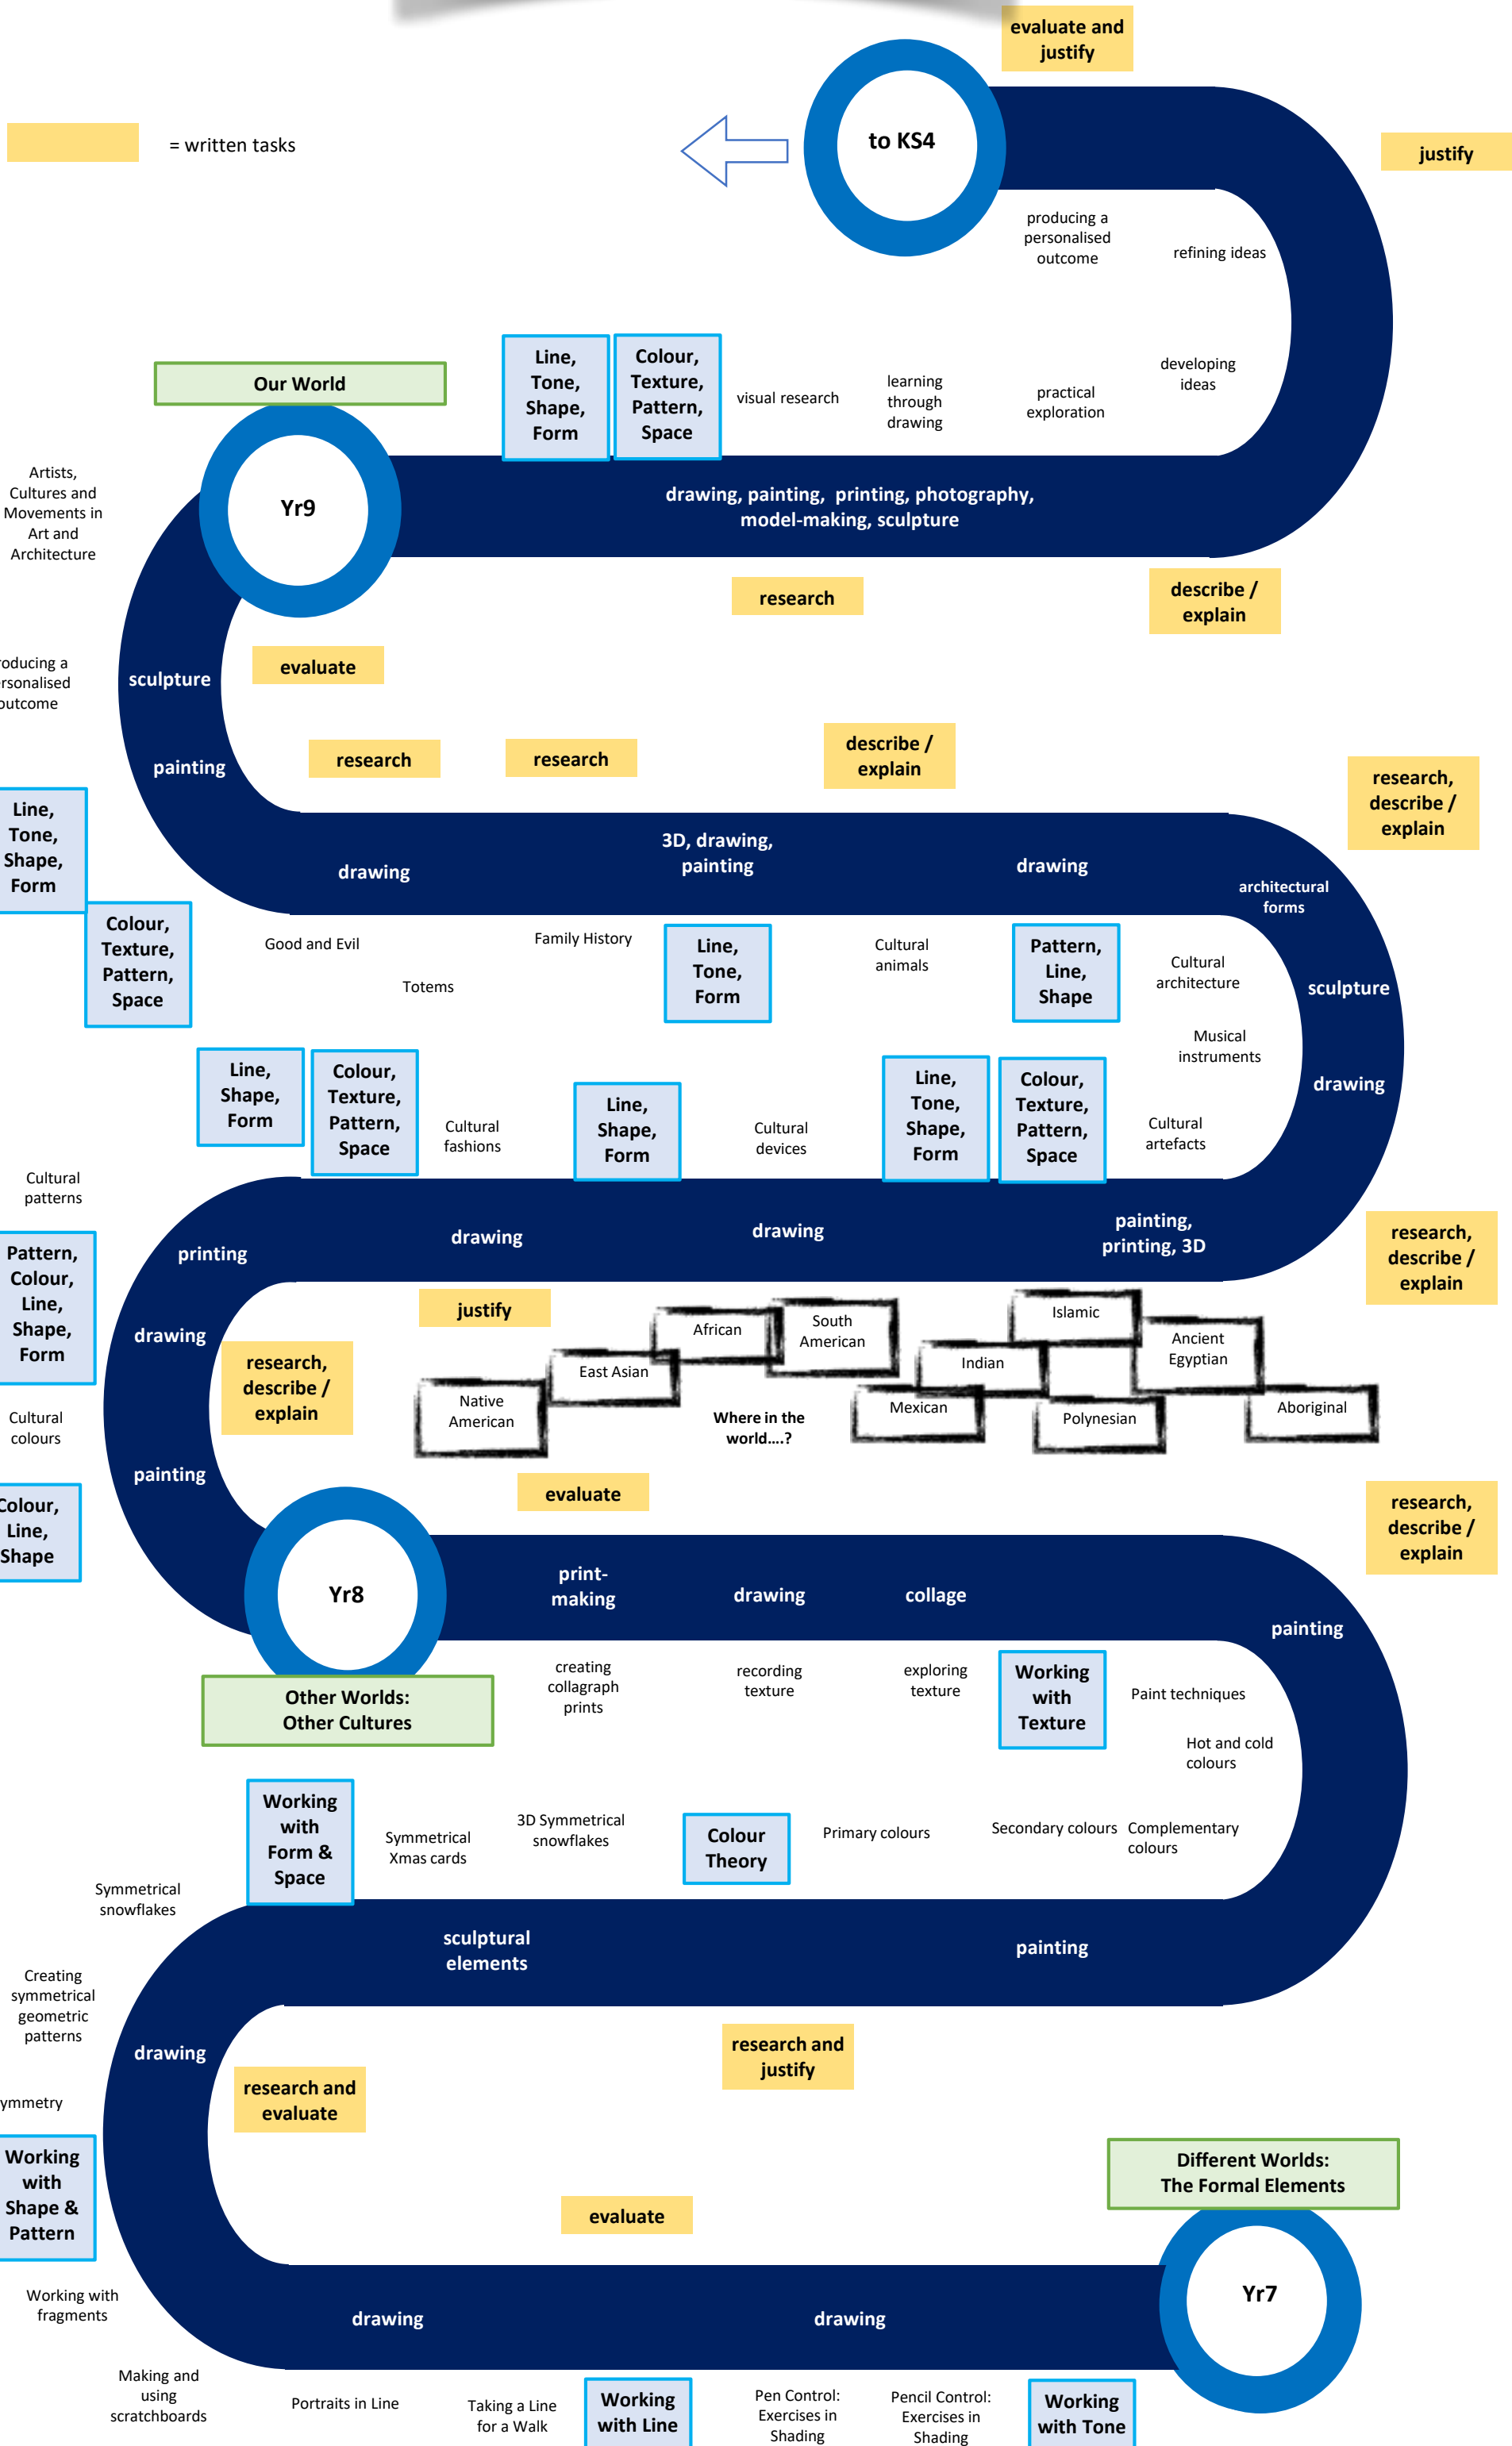 evaluate and
justify
to KS4
= written tasks
justify
producing a
personalised
outcome
refining ideas
developing
ideas
practical
exploration
learning
through
drawing
visual research
Colour,
Texture,
Pattern,
Space
Line,
Tone,
Shape,
Form
Our World
Yr9
drawing, painting, printing, photography,
model-making, sculpture
Artists,
Cultures and
Movements in
Art and
Architecture
research
describe /
explain
evaluate
sculpture
roducing a
ersonalised
outcome
painting
research
research
describe /
explain
research,
describe /
explain
Line,
Tone,
Shape,
Form
Colour,
Texture,
Pattern,
Space
drawing
3D, drawing,
painting
drawing
architectural
forms
Good and Evil
Totems
Family History
Line,
Tone,
Form
Cultural
animals
Pattern,
Line,
Shape
Cultural
architecture
sculpture
Musical
instruments
drawing
Line,
Shape,
Form
Colour,
Texture,
Pattern,
Space
Cultural
fashions
Line,
Shape,
Form
Cultural
devices
Line,
Tone,
Shape,
Form
Colour,
Texture,
Pattern,
Space
Cultural
artefacts
Cultural
patterns
Pattern,
Colour,
Line,
Shape,
Form
printing
drawing
drawing
painting,
printing, 3D
research,
describe /
explain
justify
drawing
research,
describe /
explain
Native
American
East Asian
African
South
American
Indian
Islamic
Ancient
Egyptian
Mexican
Polynesian
Aboriginal
Where in the
world....?
Cultural
colours
painting
Colour,
Line,
Shape
evaluate
research,
describe /
explain
Yr8
print-
making
drawing
collage
painting
Other Worlds:
Other Cultures
creating
collagraph
prints
recording
texture
exploring
texture
Working
with
Texture
Paint techniques
Hot and cold
colours
Working
with
Form &
Space
Symmetrical
Xmas cards
3D Symmetrical
snowflakes
Colour
Theory
Primary colours
Secondary colours
Complementary
colours
Symmetrical
snowflakes
sculptural
elements
painting
Creating
symmetrical
geometric
patterns
drawing
research and
evaluate
research and
justify
ymmetry
Working
with
Shape &
Pattern
evaluate
Different Worlds:
The Formal Elements
Yr7
Working with
fragments
drawing
drawing
Making and
using
scratchboards
Portraits in Line
Taking a Line
for a Walk
Working
with Line
Pen Control:
Exercises in
Shading
Pencil Control:
Exercises in
Shading
Working
with Tone